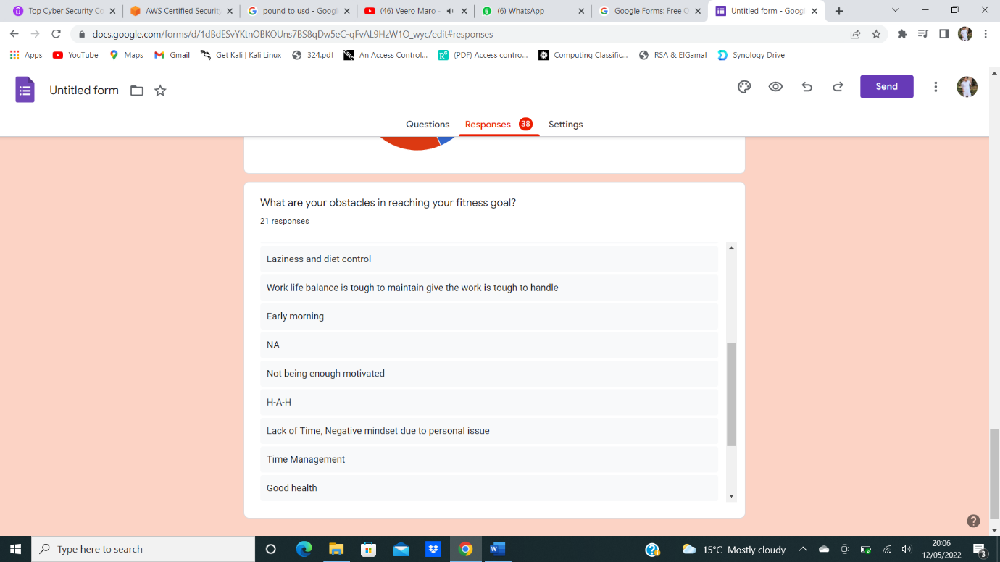 Top Cyber Security Co
AWS Certified Security
pound to usd - Googl
(46) Veero Maro -
(6) WhatsApp
Google Forms: Free O
Untitled form - Goog
docs.google.com/forms/d/1dBdESvYKtnOBKOUns7BS8qDw5eC-qFvAL9HzW1O_wyc/edit#responses
Apps
YouTube
Maps
Gmail
Get Kali | Kali Linux
324.pdf
An Access Control...
(PDF) Access contro...
Computing Classific...
RSA & ElGamal
Synology Drive
Untitled form
Send
Questions
Responses 38
Settings
What are your obstacles in reaching your fitness goal?
21 responses
Laziness and diet control
Work life balance is tough to maintain give the work is tough to handle
Early morning
NA
Not being enough motivated
H-A-H
Lack of Time, Negative mindset due to personal issue
Time Management
Good health
Type here to search
15°C Mostly cloudy
20:06
12/05/2022
3